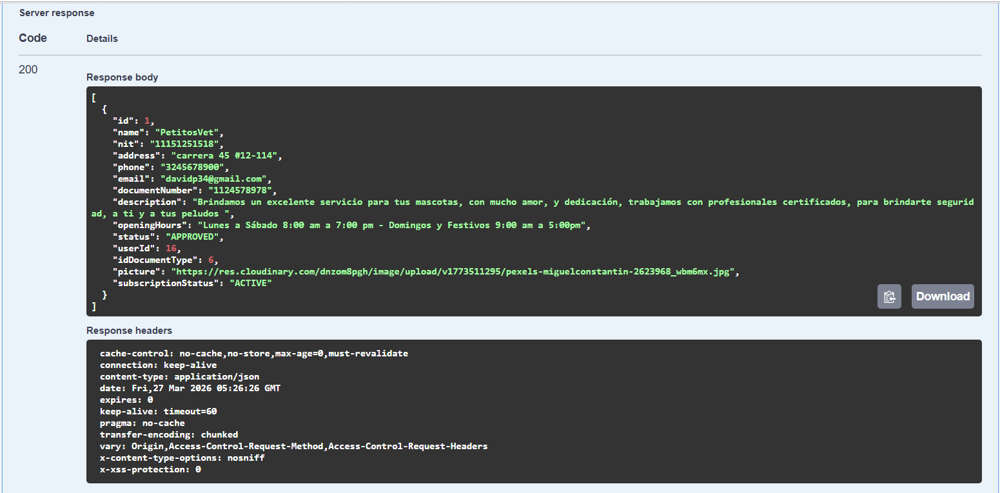 Server response
Code Details
200
Response body
[
{
"id": 1,
"name": "PetitosVet",
"nit": "11151251518",
"address": "carrera 45 #12-114",
"phone": "3245678900",
"email": "davidp34@gmail.com",
"documentNumber": "1124578978",
"description": "Brindamos un excelente servicio para tus mascotas, con mucho amor, y dedicación, trabajamos con profesionales certificados, para brindarte segurid
ad, a ti y a tus peludos ",
"openingHours": "Lunes a Sábado 8:00 am a 7:00 pm - Domingos y Festivos 9:00 am a 5:00pm",
"status": "APPROVED",
"userId": 16,
"idDocumentType": 6,
"picture": "https://res.cloudinary.com/dnzom8pgh/image/upload/v1773511295/pexels-miguelconstantin-2623968_wbm6mx.jpg",
"subscriptionStatus": "ACTIVE"
}
]
Download
Response headers
cache-control: no-cache,no-store,max-age=0,must-revalidate
connection: keep-alive
content-type: application/json
date: Fri,27 Mar 2026 05:26:26 GMT
expires: 0
keep-alive: timeout=60
pragma: no-cache
transfer-encoding: chunked
vary: Origin,Access-Control-Request-Method,Access-Control-Request-Headers
x-content-type-options: nosniff
x-xss-protection: 0